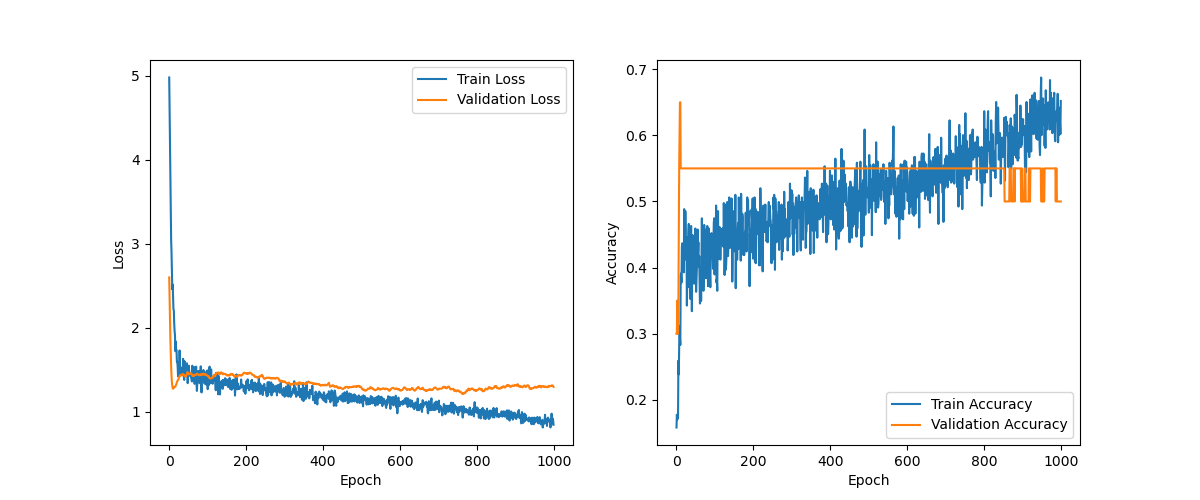 5
4
3
2
1
0
200
400
600
800
1000
Loss
Epoch
Train Loss
Validation Loss
0.7
0.6
0.5
0.4
0.3
0.2
0
200
400
600
800
1000
Accuracy
Epoch
Train Accuracy
Validation Accuracy